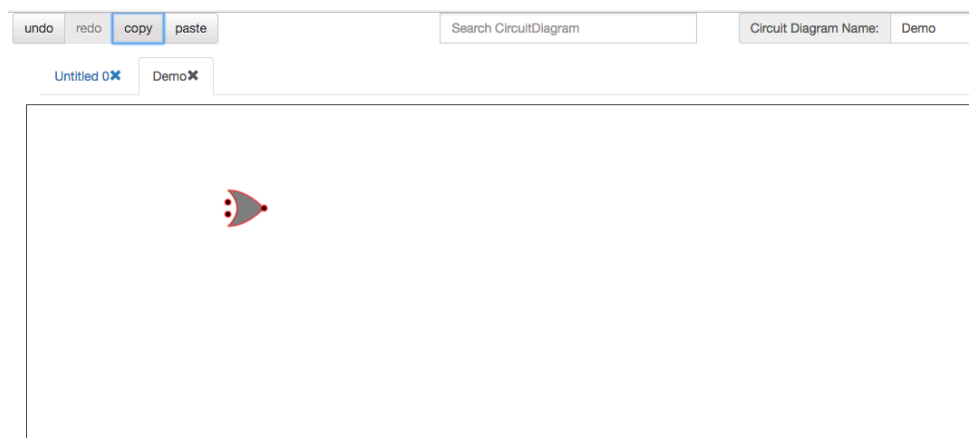 undo redo copy paste Search CircuitDiagram Circuit Diagram Name: Demo
Untitled 0✖ Demo✖